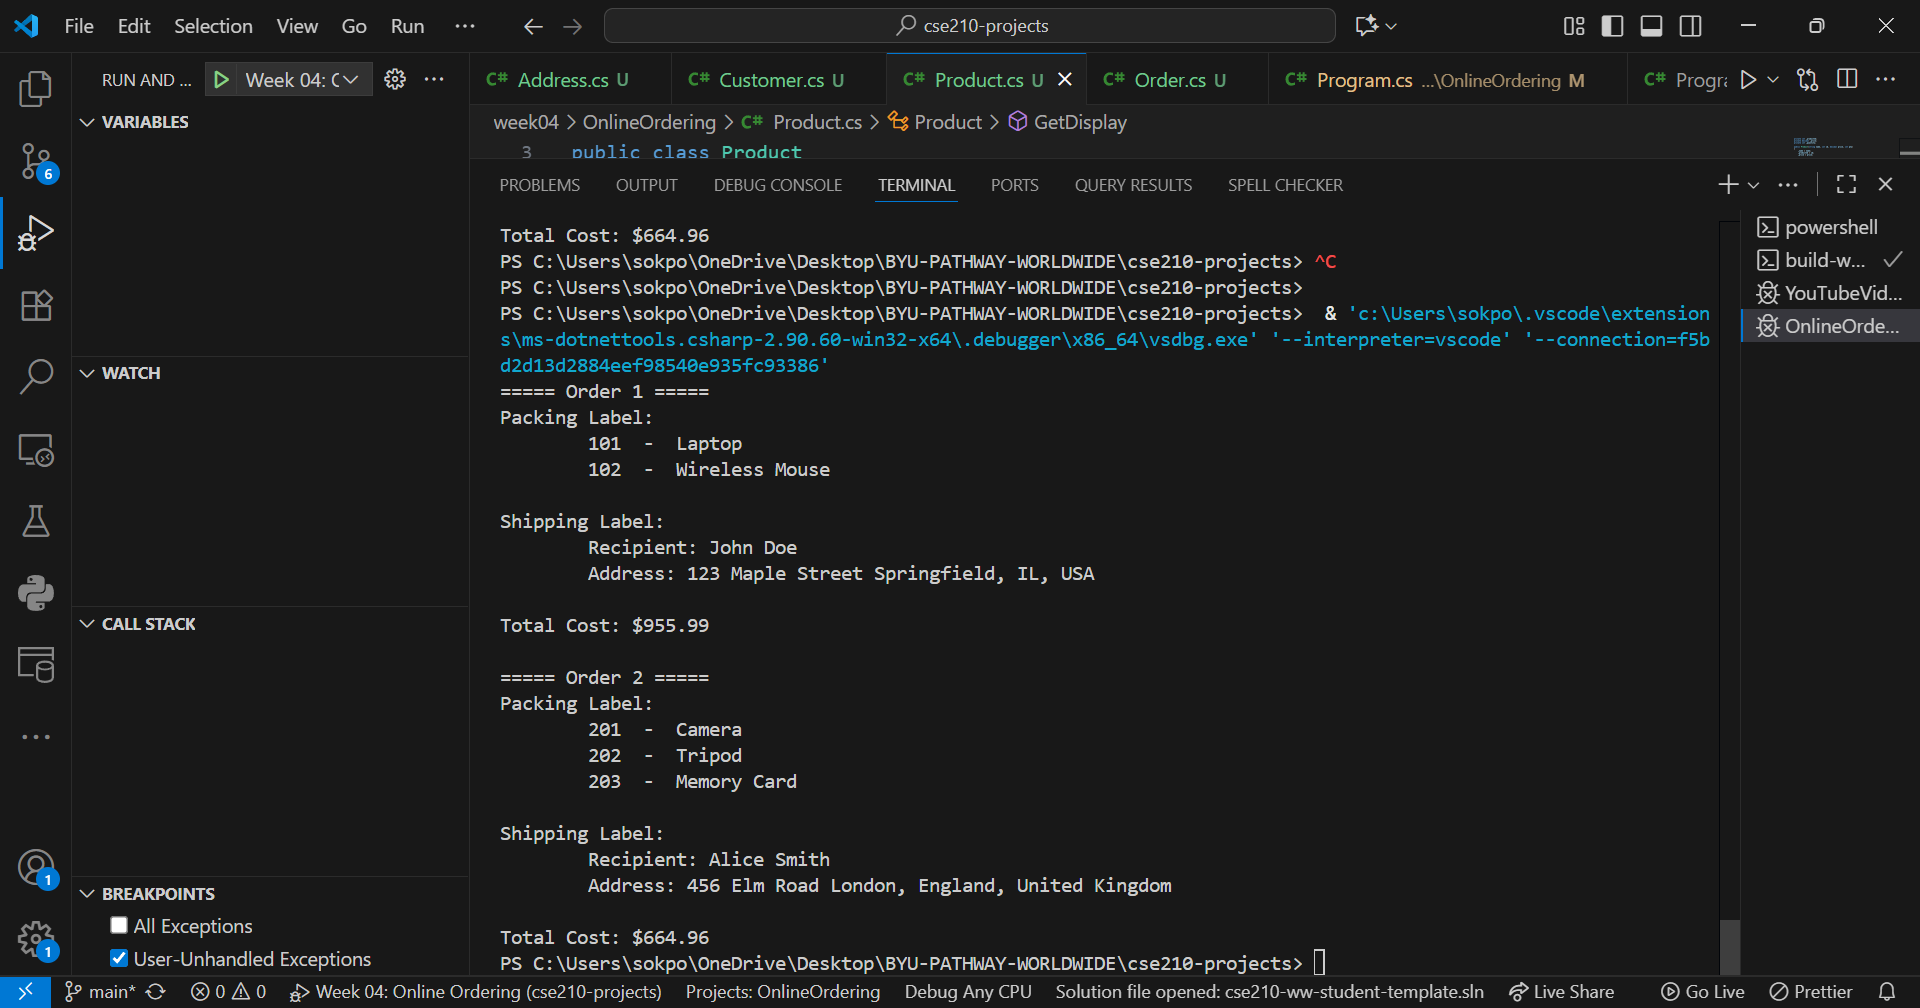 File Edit Selection View Go Run ··· cse210-projects
RUN AND ... Week 04: C
Address.cs U Customer.cs U Product.cs U Order.cs U Program.cs ...\OnlineOrdering M Progra
week04 > OnlineOrdering > Product.cs > Product > GetDisplay
3 public class Product
VARIABLES
WATCH
CALL STACK
BREAKPOINTS
All Exceptions
User-Unhandled Exceptions
6
1
1
PROBLEMS OUTPUT DEBUG CONSOLE TERMINAL PORTS QUERY RESULTS SPELL CHECKER
Total Cost: $664.96
PS C:\Users\sokpo\OneDrive\Desktop\BYU-PATHWAY-WORLDWIDE\cse210-projects> ^C
PS C:\Users\sokpo\OneDrive\Desktop\BYU-PATHWAY-WORLDWIDE\cse210-projects>
PS C:\Users\sokpo\OneDrive\Desktop\BYU-PATHWAY-WORLDWIDE\cse210-projects> & 'c:\Users\sokpo\.vscode\extension
s\ms-dotnettools.csharp-2.90.60-win32-x64\.debugger\x86_64\vsdbg.exe' '--interpreter=vscode' '--connection=f5b
d2d13d2884eef98540e935fc93386'
===== Order 1 =====
Packing Label:
101 - Laptop
102 - Wireless Mouse
Shipping Label:
Recipient: John Doe
Address: 123 Maple Street Springfield, IL, USA
Total Cost: $955.99
===== Order 2 =====
Packing Label:
201 - Camera
202 - Tripod
203 - Memory Card
Shipping Label:
Recipient: Alice Smith
Address: 456 Elm Road London, England, United Kingdom
Total Cost: $664.96
PS C:\Users\sokpo\OneDrive\Desktop\BYU-PATHWAY-WORLDWIDE\cse210-projects>
powershell
build-w...
YouTubeVid...
OnlineOrde...
main* 0 0 Week 04: Online Ordering (cse210-projects) Projects: OnlineOrdering Debug Any CPU Solution file opened: cse210-ww-student-template.sln Live Share Go Live Prettier